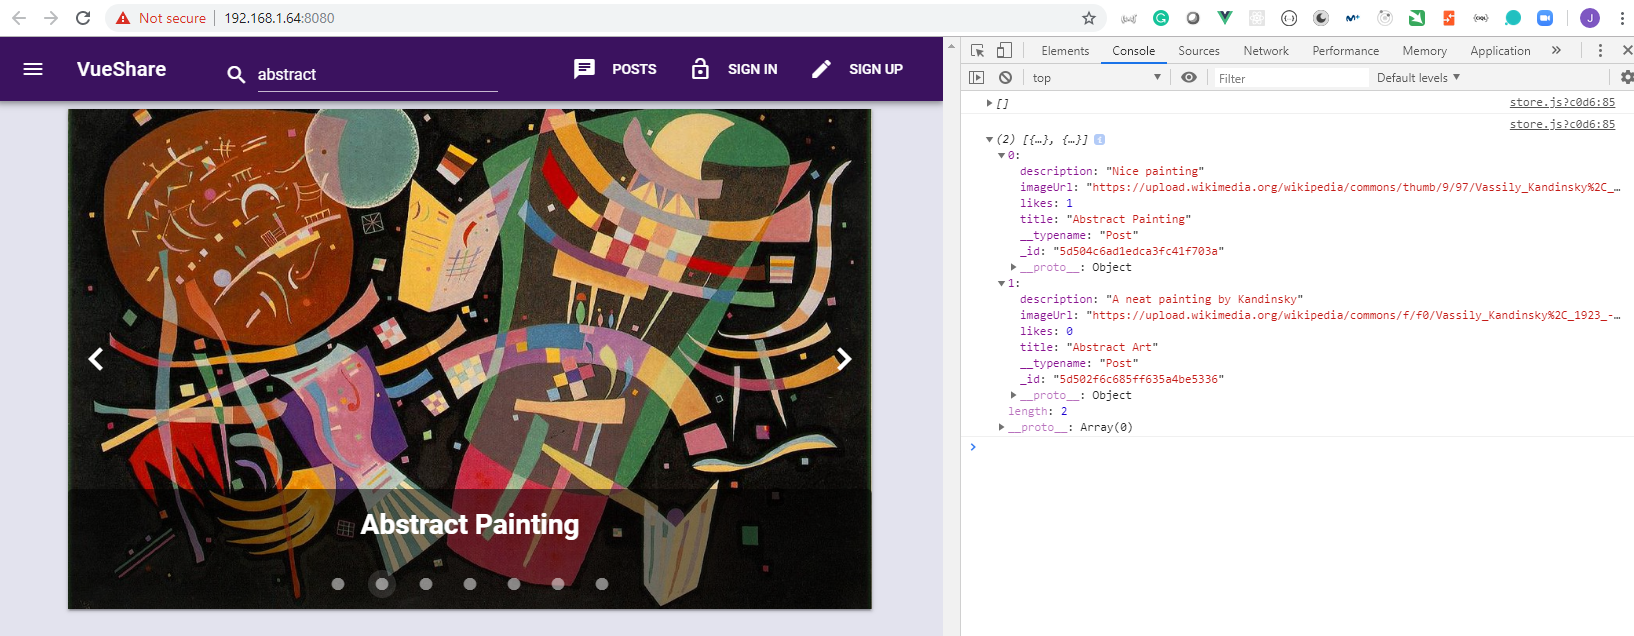 Not secure | 192.168.1.64:8080
VueShare
abstract
POSTS
SIGN IN
SIGN UP
Abstract Painting
Elements Console Sources Network Performance Memory Application »
top
Filter
Default levels
[]
store.js?c0d6:85
store.js?c0d6:85
(2) [{…}, {…}]
0:
description: "Nice painting"
imageUrl: "https://upload.wikimedia.org/wikipedia/commons/thumb/9/97/Vassily_Kandinsky%2C_…
likes: 1
title: "Abstract Painting"
__typename: "Post"
_id: "5d504c6ad1edca3fc41f703a"
__proto__: Object
1:
description: "A neat painting by Kandinsky"
imageUrl: "https://upload.wikimedia.org/wikipedia/commons/f/f0/Vassily_Kandinsky%2C_1923_-…
likes: 0
title: "Abstract Art"
__typename: "Post"
_id: "5d502f6c685ff635a4be5336"
__proto__: Object
length: 2
__proto__: Array(0)